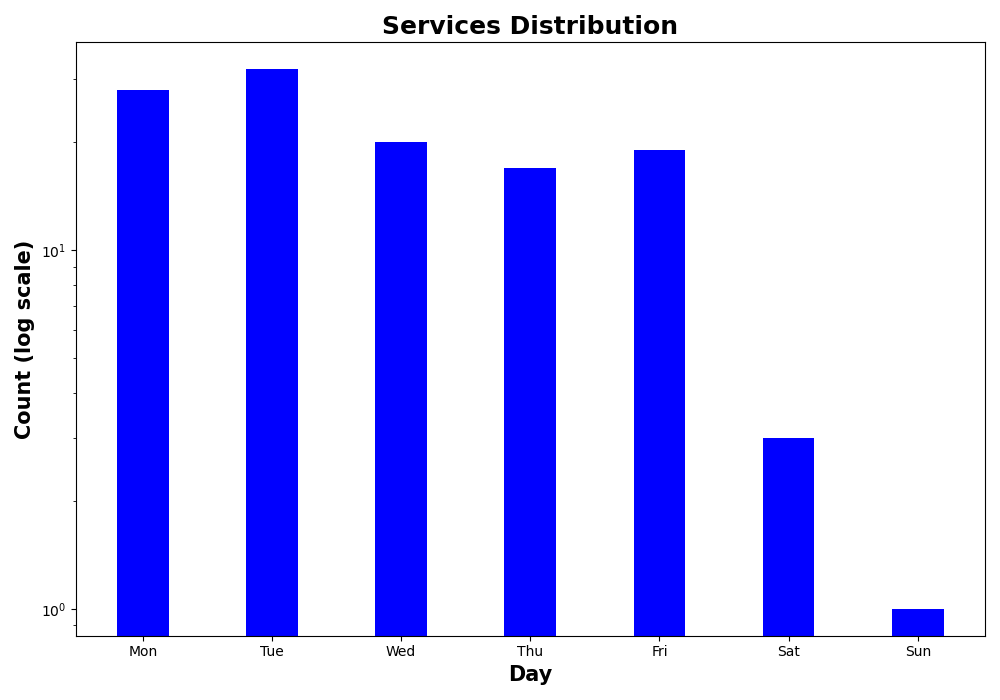 Services Distribution
Count (log scale)
10¹
10⁰
Mon Tue Wed Thu Fri Sat Sun
Day